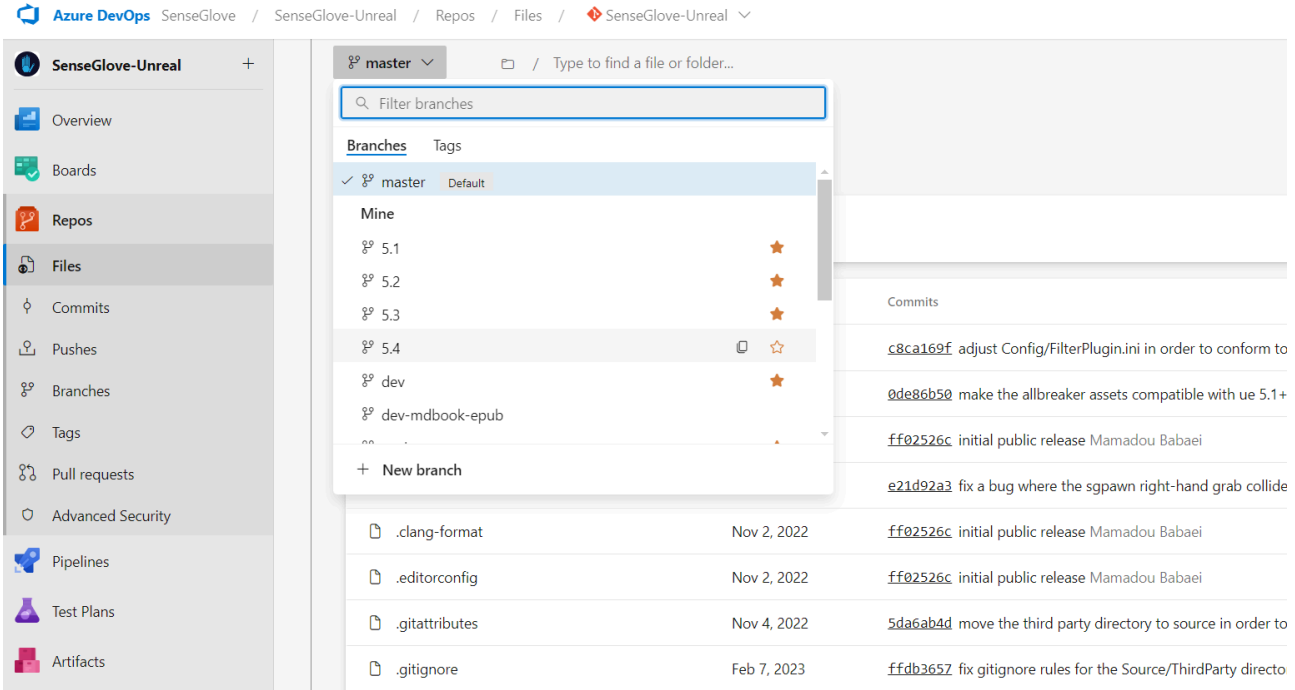 Azure DevOps SenseGlove / SenseGlove-Unreal / Repos / Files / SenseGlove-Unreal
SenseGlove-Unreal +
Overview
Boards
Repos
Files
Commits
Pushes
Branches
Tags
Pull requests
Advanced Security
Pipelines
Test Plans
Artifacts
master
/ Type to find a file or folder...
Filter branches
Branches Tags
master Default
Mine
5.1
5.2
5.3
5.4
dev
dev-mdbook-epub
+ New branch
Commits
c8ca169f adjust Config/FilterPlugin.ini in order to conform to
0de86b50 make the allbreaker assets compatible with ue 5.1+
ff02526c initial public release Mamadou Babaei
e21d92a3 fix a bug where the sgpawn right-hand grab collide
.clang-format Nov 2, 2022 ff02526c initial public release Mamadou Babaei
.editorconfig Nov 2, 2022 ff02526c initial public release Mamadou Babaei
.gitattributes Nov 4, 2022 5da6ab4d move the third party directory to source in order to
.gitignore Feb 7, 2023 ffdb3657 fix gitignore rules for the Source/ThirdParty directo